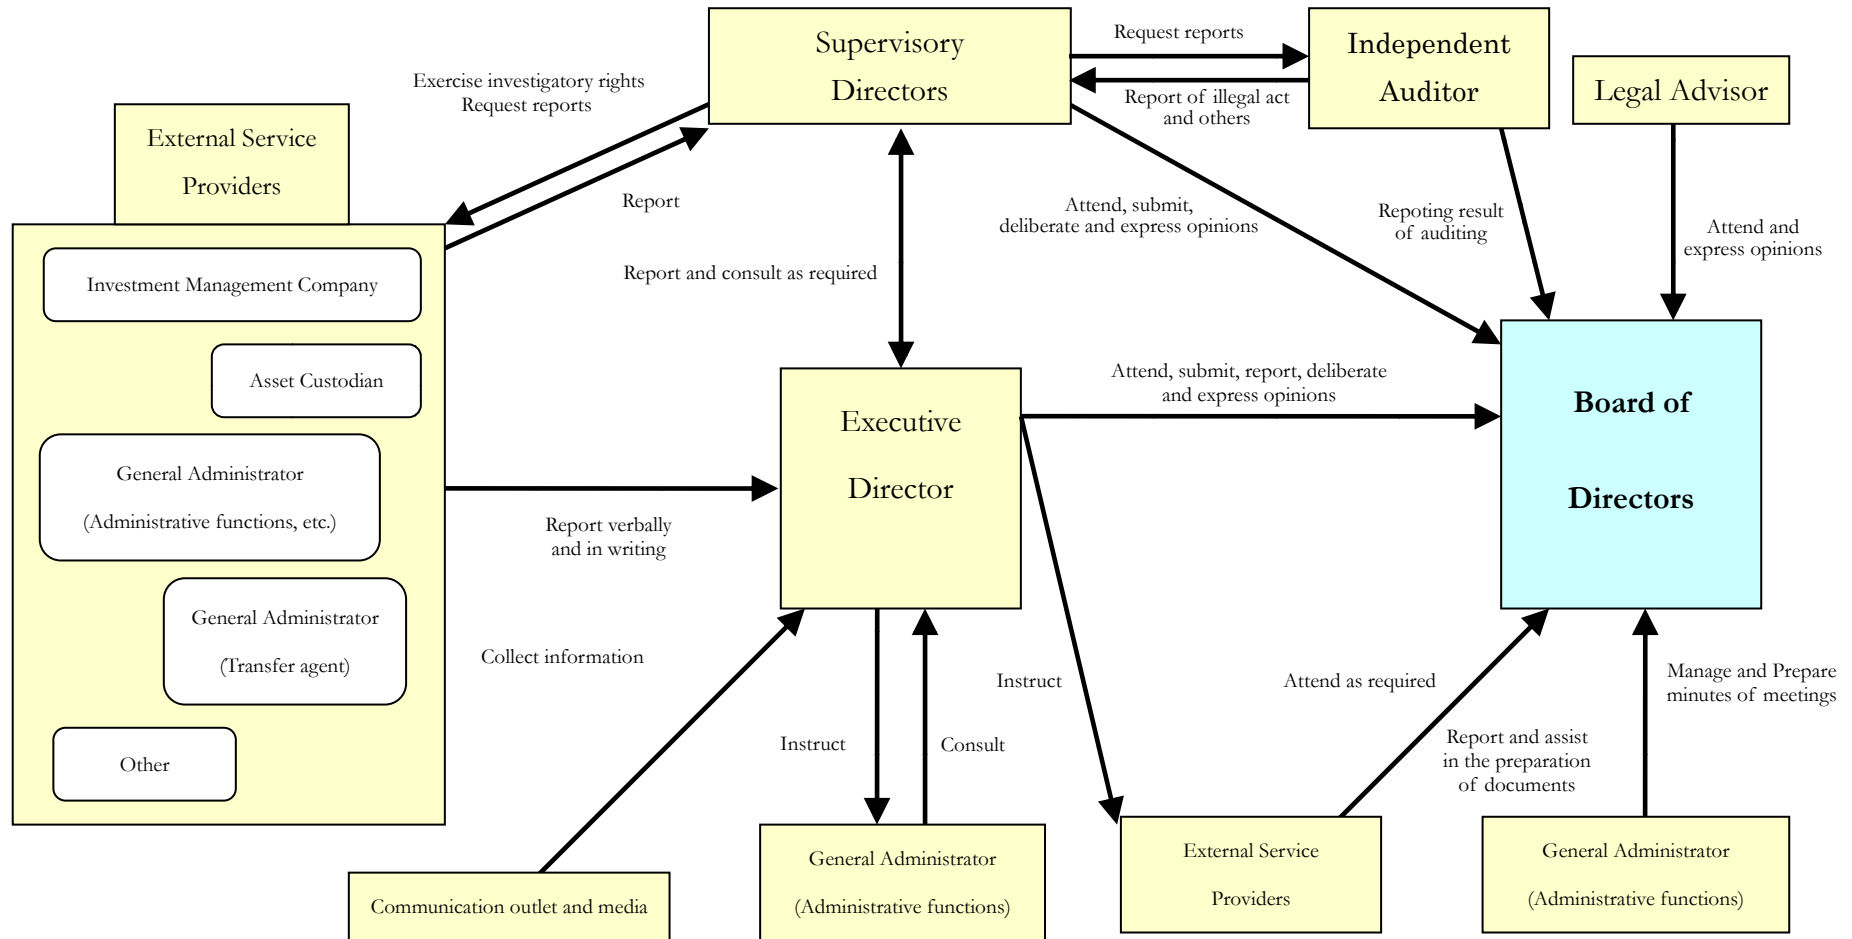 Supervisory
Directors
Request reports
Independent
Auditor
Report of illegal act
and others
Legal Advisor
Exercise investigatory rights
Request reports
External Service
Providers
Report
Attend, submit,
deliberate and express opinions
Repoting result
of auditing
Attend and
express opinions
Investment Management Company
Report and consult as required
Asset Custodian
Attend, submit, report, deliberate
and express opinions
Executive
Director
Board of
Directors
General Administrator
(Administrative functions, etc.)
Report verbally
and in writing
General Administrator
(Transfer agent)
Collect information
Instruct
Attend as required
Manage and Prepare
minutes of meetings
Other
Instruct
Consult
Report and assist
in the preparation
of documents
Communication outlet and media
General Administrator
(Administrative functions)
External Service
Providers
General Administrator
(Administrative functions)